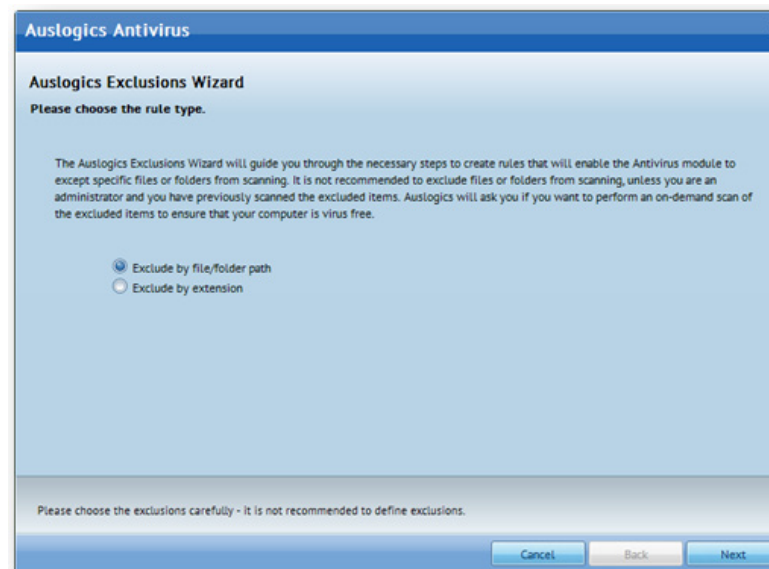 Auslogics Antivirus
Auslogics Exclusions Wizard
Please choose the rule type.
The Auslogics Exclusions Wizard will guide you through the necessary steps to create rules that will enable the Antivirus module to
except specific files or folders from scanning. It is not recommended to exclude files or folders from scanning, unless you are an
administrator and you have previously scanned the excluded items. Auslogics will ask you if you want to perform an on-demand scan of
the excluded items to ensure that your computer is virus free.
Exclude by file/folder path
Exclude by extension
Please choose the exclusions carefully - it is not recommended to define exclusions.
Cancel Back Next